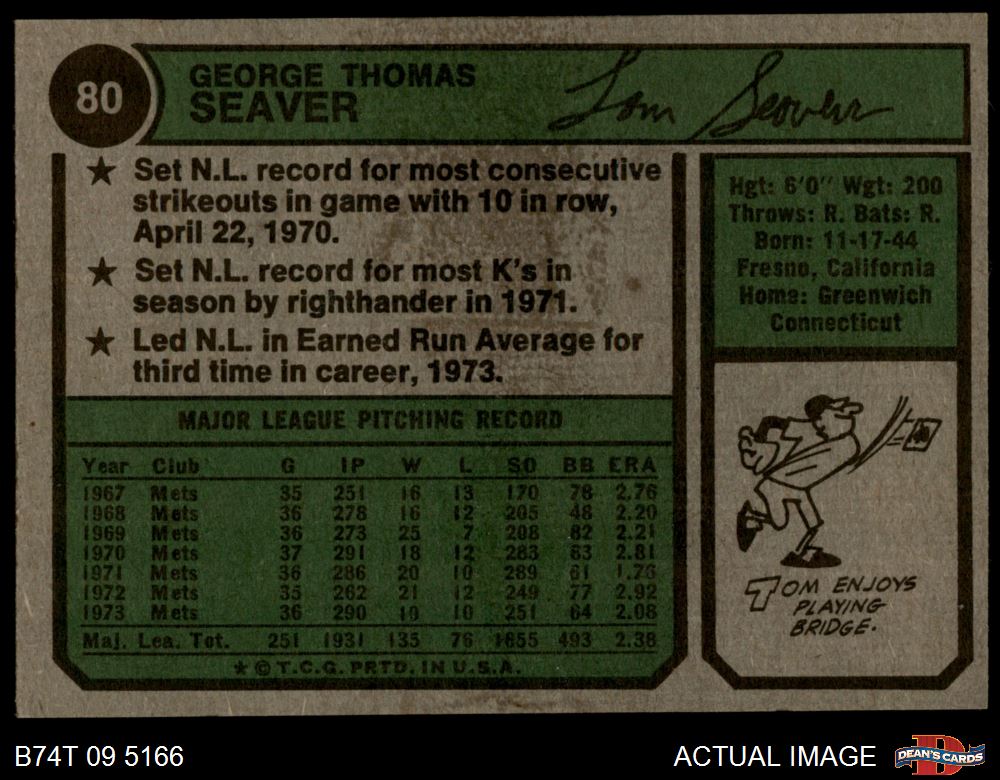 80
GEORGE THOMAS
SEAVER
Tom Seaver
★ Set N.L. record for most consecutive
strikeouts in game with 10 in row,
April 22, 1970.
★ Set N.L. record for most K's in
season by righthander in 1971.
★ Led N.L. in Earned Run Average for
third time in career, 1973.
MAJOR LEAGUE PITCHING RECORD
Year Club G IP W L SO BB ERA
1967 Mets 35 251 16 13 170 78 2.76
1968 Mets 36 278 16 12 205 48 2.20
1969 Mets 36 273 25 7 208 82 2.21
1970 Mets 37 291 18 12 283 83 2.81
1971 Mets 36 286 20 10 289 61 1.76
1972 Mets 35 262 21 12 249 77 2.92
1973 Mets 36 290 19 10 251 64 2.08
Maj. Lea. Tot. 251 1931 135 76 1655 493 2.38
★ © T.C.G. PRTD. IN U.S.A.
Hgt: 6'0" Wgt: 200
Throws: R. Bats: R.
Born: 11-17-44
Fresno, California
Home: Greenwich
Connecticut
TOM ENJOYS
PLAYING
BRIDGE.
B74T 09 5166
ACTUAL IMAGE
D
DEAN'S CARDS